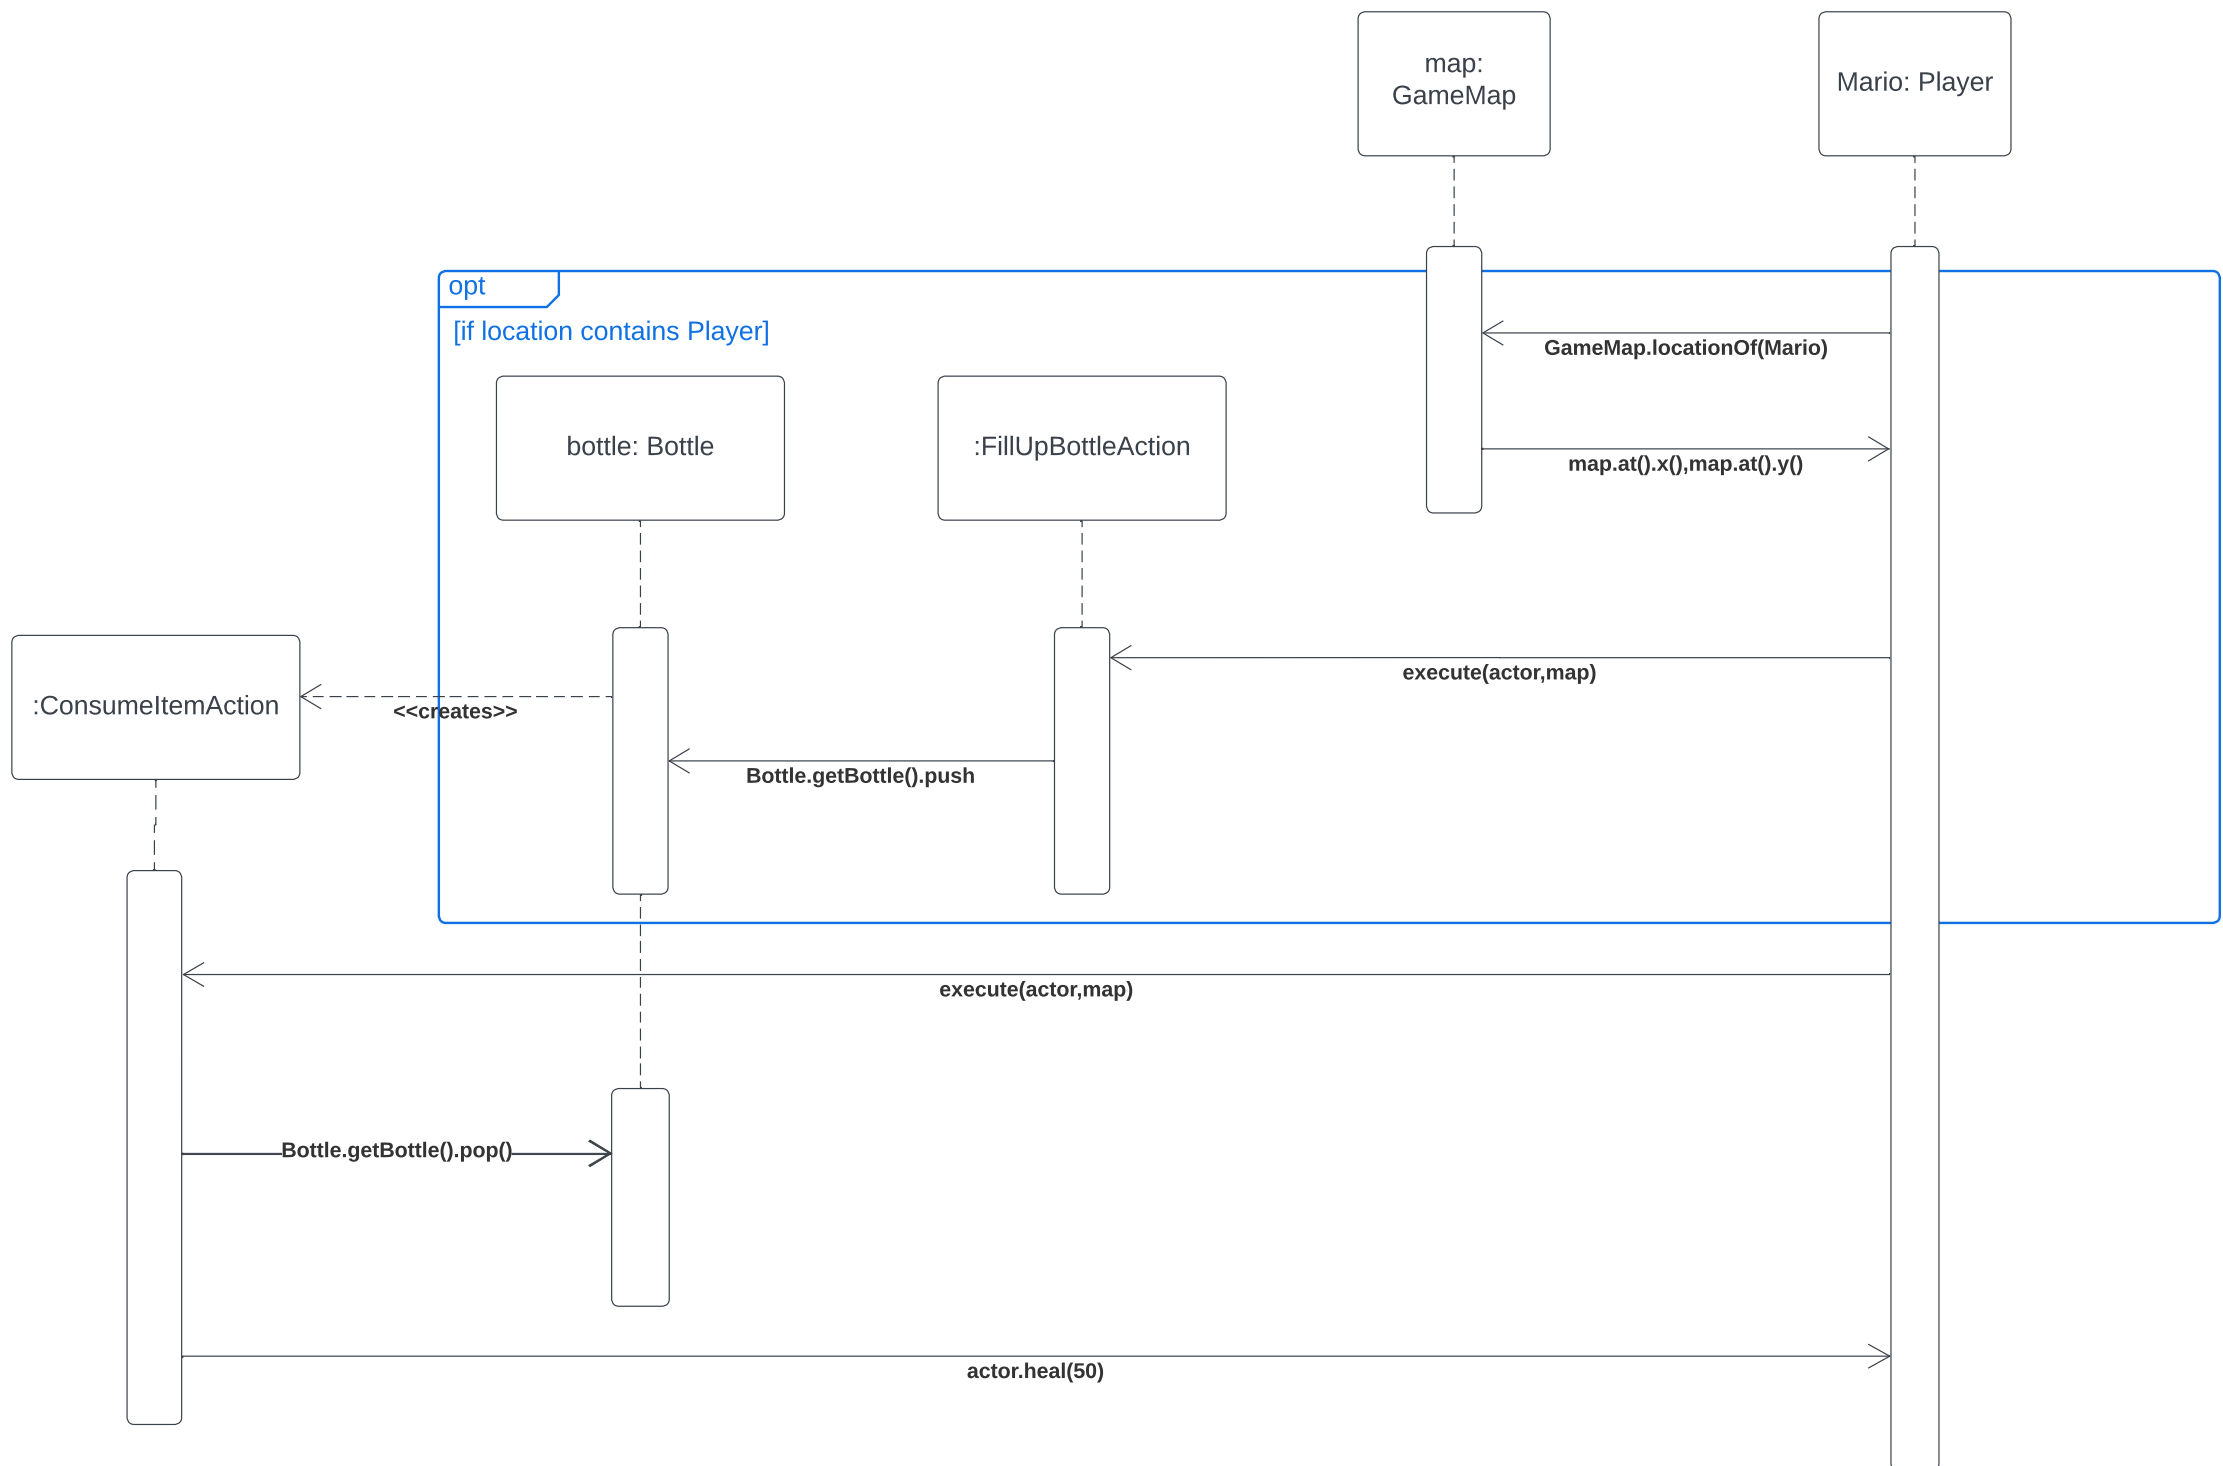 map:
GameMap
Mario: Player
opt
[if location contains Player]
GameMap.locationOf(Mario)
bottle: Bottle
:FillUpBottleAction
map.at().x(),map.at().y()
execute(actor,map)
:ConsumeItemAction
<<creates>>
Bottle.getBottle().push
execute(actor,map)
Bottle.getBottle().pop()
actor.heal(50)